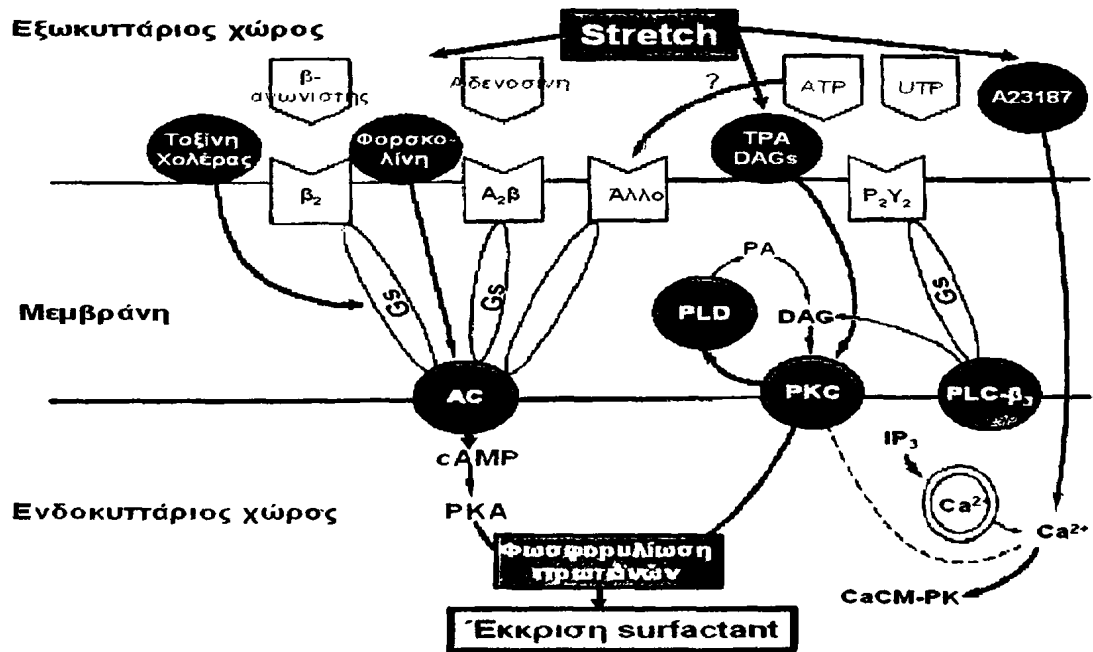 Εξωκυττάριος χώρος
Stretch
β-
αγωνιστής
Αδενοσίνη
?
ATP
UTP
A23187
Τοξίνη
Χολέρας
Φορσκο-
λίνη
TPA
DAGs
β₂
A₂β
Άλλο
P₂Y₂
PA
Gs
Gs
Gs
Μεμβράνη
PLD
DAG
AC
PKC
PLC-β₃
cAMP
IP₃
Ca²⁺
Ca²⁺
Ενδοκυττάριος χώρος
PKA
Φωσφορυλίωση
πρωτεϊνών
CaCM-PK
Έκκριση surfactant